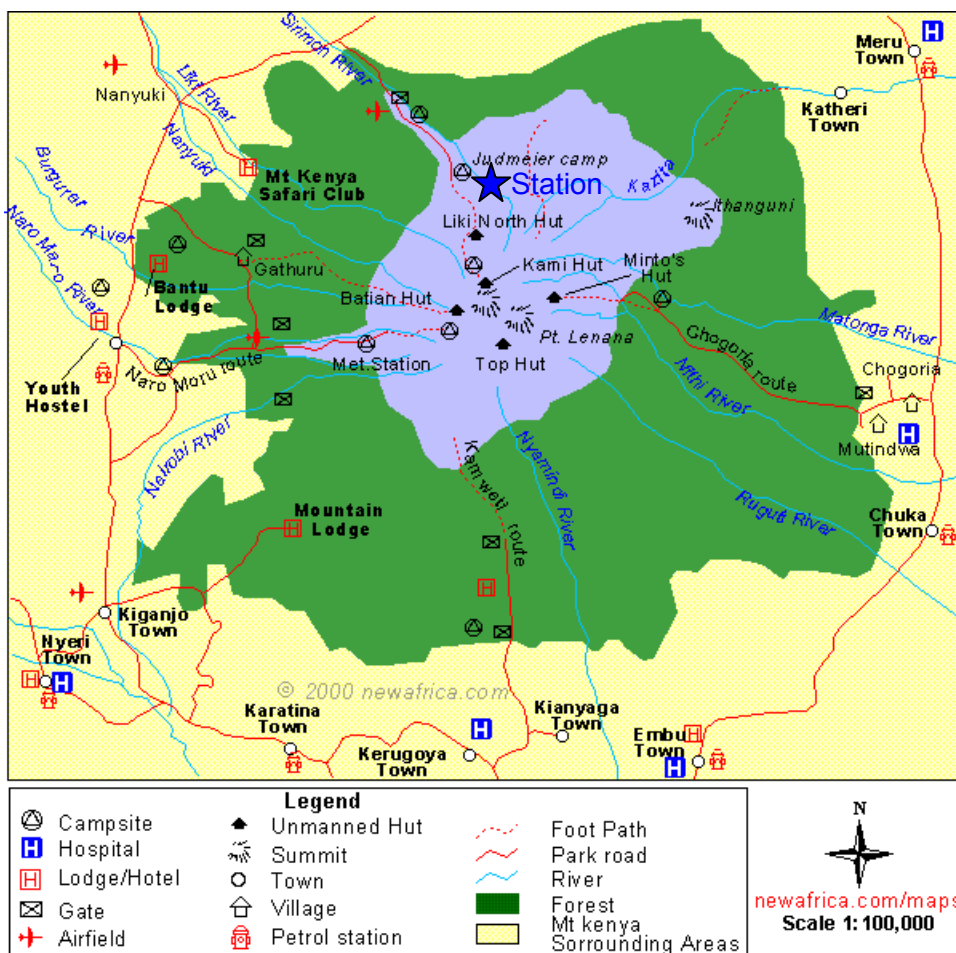 Sirimon River
Meru
Town
Nanyuki
Liki River
Katheri
Town
Nanyuki
Judmeier camp
Station
Mt Kenya
Safari Club
Kazita
Ithanguni
Burguret
River
Naro Maro River
Liki North Hut
Gathuru
Kami Hut
Minto's
Hut
Bantu
Lodge
Batian Hut
Pt. Lenana
Matonga River
Naro Moru route
Met.Station
Top Hut
Chogoria route
Youth
Hostel
Nithi River
Chogoria
Mutindwa
Nairobi River
Kamweti route
Nyamindi River
Ruguti River
Mountain
Lodge
Chuka
Town
Kiganjo
Town
Nyeri
Town
© 2000 newafrica.com
Karatina
Town
Kianyaga
Town
Kerugoya
Town
Embu
Town
Legend
Campsite
Hospital
Lodge/Hotel
Gate
Airfield
Unmanned Hut
Summit
Town
Village
Petrol station
Foot Path
Park road
River
Forest
Mt kenya
Sorrounding Areas
N
newafrica.com/maps
Scale 1: 100,000